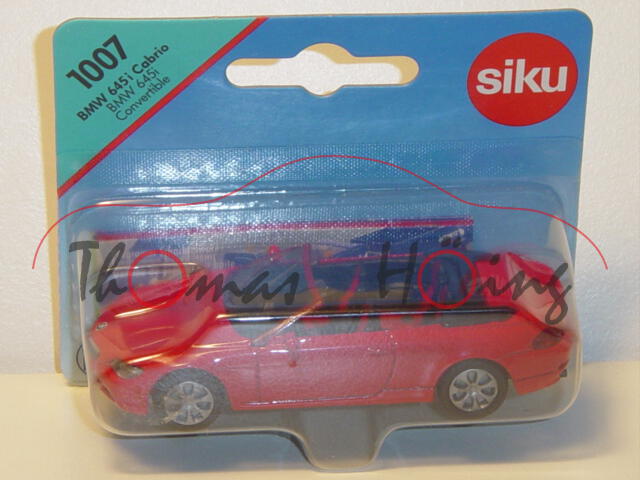 1007
BMW 645i Cabrio
BMW 645i
Convertible
siku
Thomas Höing